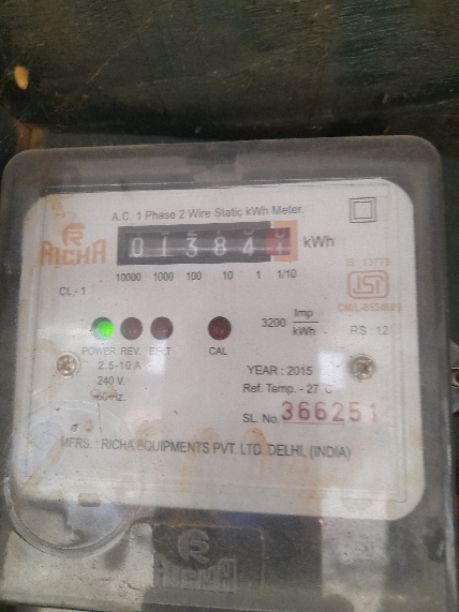 A.C. 1 Phase 2 Wire Static kWh Meter
RICHA
01384 kWh
10000 1000 100 10 1 1/10
CL.-1
IS: 13779
ISI
3200 Imp/kWh
RS : 12
POWER REV. E/LT CAL
2.5-10 A
240 V.
YEAR : 2015
Ref. Temp. - 27°C
SL. No. 366251
MFRS. : RICHA EQUIPMENTS PVT. LTD. DELHI, (INDIA)
RICHA